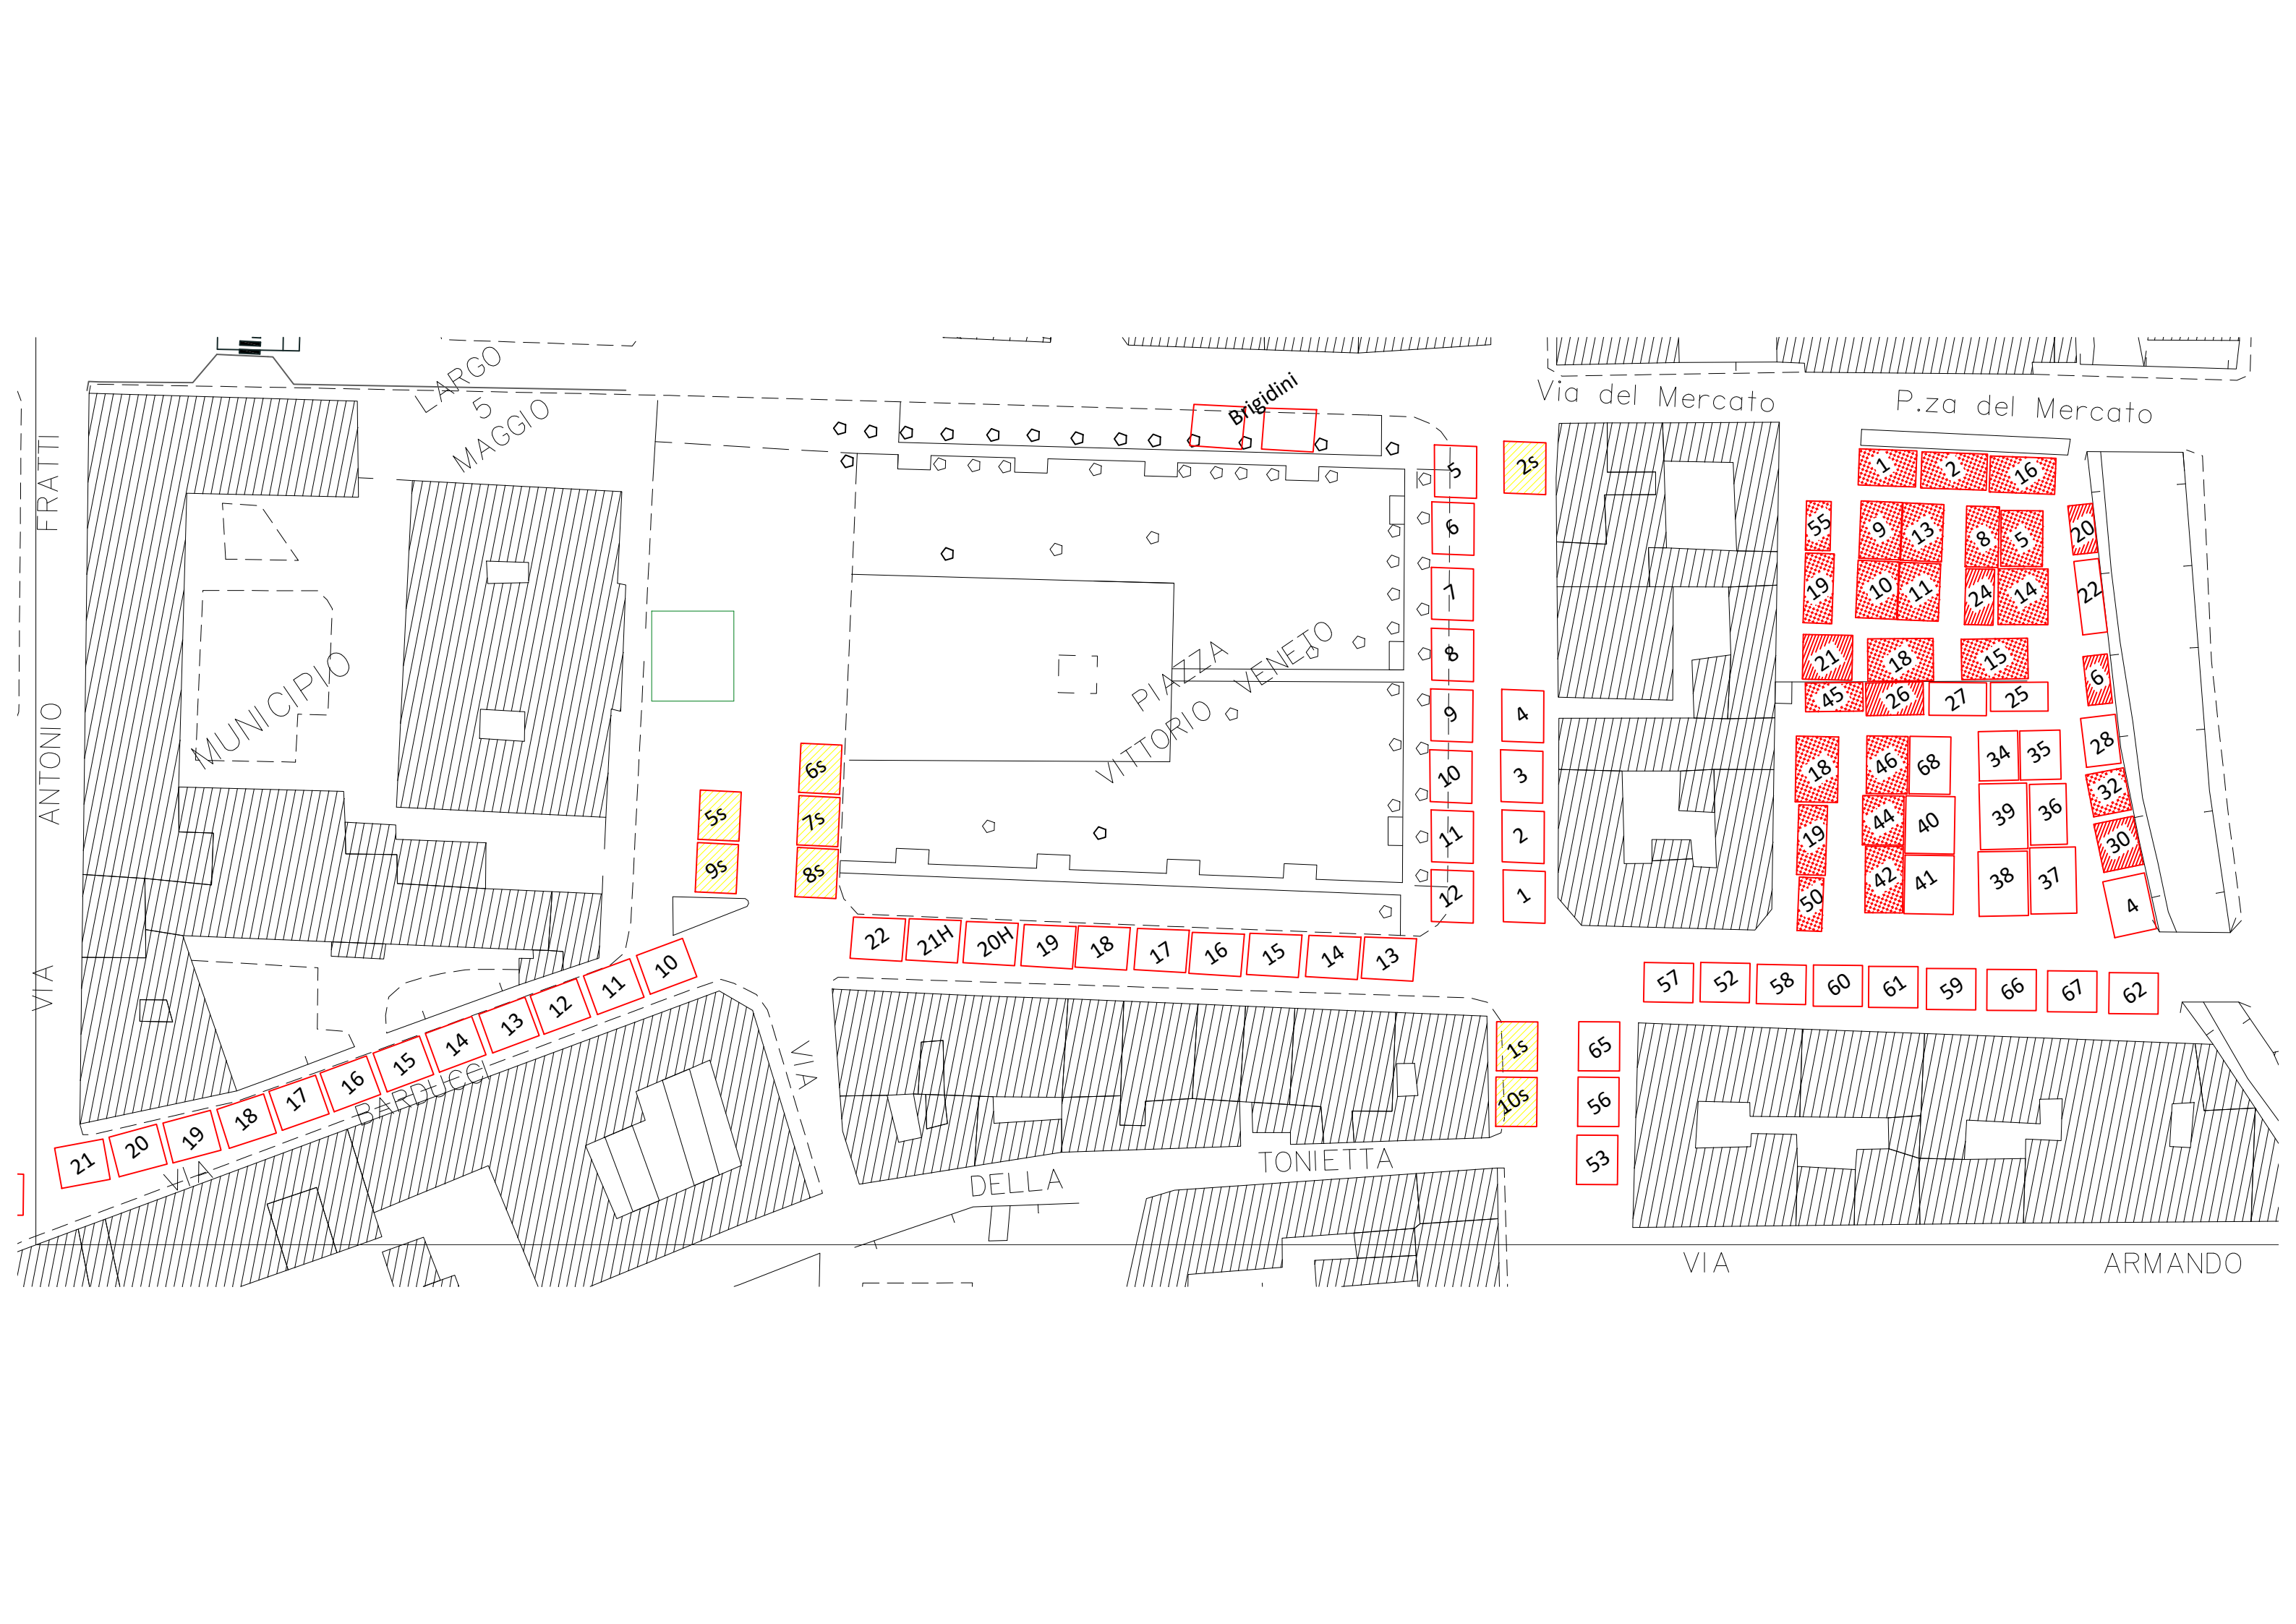 LARGO
5
MAGGIO
Brigidini
Via del Mercato
P.za del Mercato
VIA ANTONIO FRATTI
MUNICIPIO
PIAZZA
VITTORIO VENETO
5
6
7
8
9
10
11
12
2s
4
3
2
1
1 2 16
55 9 13 8 5 20
19 10 11 24 14 22
21 18 15 6
45 26 27 25
18 46 68 34 35 28
19 44 40 39 36 32
50 42 41 38 37 30
4
6s
7s
8s
5s
9s
22 21H 20H 19 18 17 16 15 14 13
57 52 58 60 61 59 66 67 62
21 20 19 18 17 16 15 14 13 12 11 10
VIA BARDUCCI
1s
10s
65
56
53
VIA DELLA TONIETTA
VIA ARMANDO